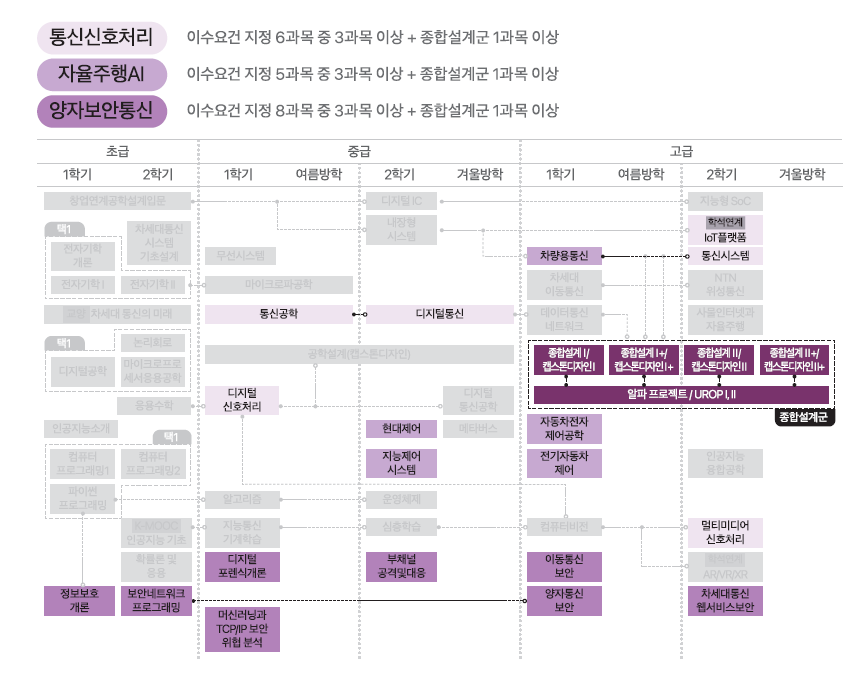 통신신호처리 이수요건 지정 6과목 중 3과목 이상 + 종합설계군 1과목 이상
자율주행AI 이수요건 지정 5과목 중 3과목 이상 + 종합설계군 1과목 이상
양자보안통신 이수요건 지정 8과목 중 3과목 이상 + 종합설계군 1과목 이상
초급 중급 고급
1학기 2학기 1학기 여름방학 2학기 겨울방학 1학기 여름방학 2학기 겨울방학
창업연계공학설계입문 디지털 IC 지능형 SoC
택1
차세대통신
시스템
기초설계
내장형
시스템
학석연계
IoT플랫폼
전자기학
개론
무선시스템
차량용통신
통신시스템
전자기학 I
전자기학 II
마이크로파공학
차세대
이동통신
NTN
위성통신
교양 차세대 통신의 미래
통신공학
디지털통신
데이터통신
네트워크
사물인터넷과
자율주행
택1
논리회로
디지털공학
마이크로프로
세서응용공학
공학설계(캡스톤디자인)
종합설계 I/
캡스톤디자인I
종합설계 I+/
캡스톤디자인I+
종합설계 II/
캡스톤디자인II
종합설계 II+/
캡스톤디자인II+
알파 프로젝트 / UROP I, II
종합설계군
응용수학
디지털
신호처리
디지털
통신공학
인공지능소개
현대제어
메타버스
자동차전자
제어공학
택1
컴퓨터
프로그래밍1
컴퓨터
프로그래밍2
지능제어
시스템
전기자동차
제어
인공지능
융합공학
파이썬
프로그래밍
알고리즘
운영체제
K-MOOC
인공지능 기초
지능통신
기계학습
심층학습
컴퓨터비전
멀티미디어
신호처리
확률론 및
응용
디지털
포렌식개론
부채널
공격및대응
이동통신
보안
학석연계
AR/VR/XR
정보보호
개론
보안네트워크
프로그래밍
머신러닝과
TCP/IP 보안
위협 분석
양자통신
보안
차세대통신
웹서비스보안